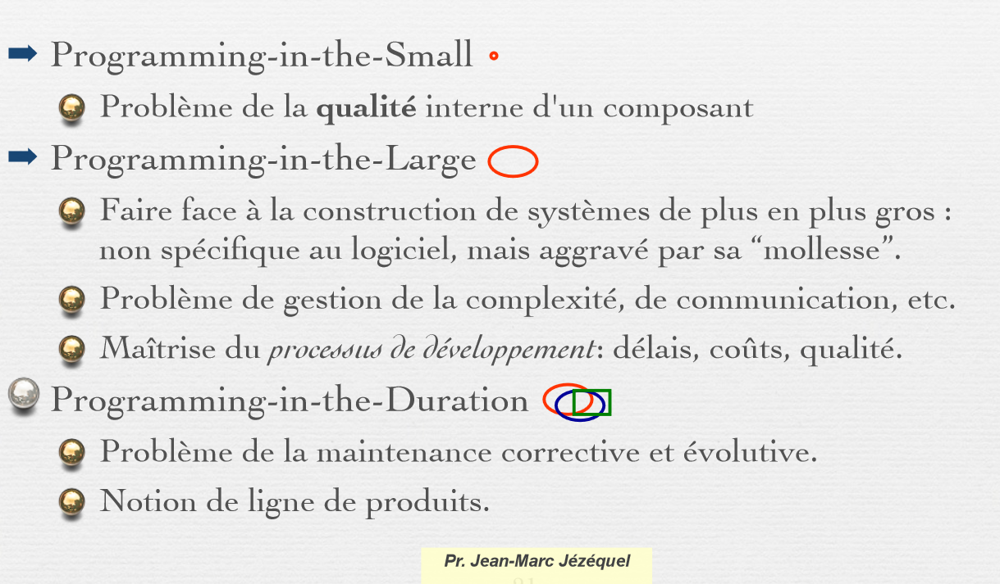 Programming-in-the-Small
Problème de la qualité interne d'un composant
Programming-in-the-Large
Faire face à la construction de systèmes de plus en plus gros :
non spécifique au logiciel, mais aggravé par sa “mollesse”.
Problème de gestion de la complexité, de communication, etc.
Maîtrise du processus de développement: délais, coûts, qualité.
Programming-in-the-Duration
Problème de la maintenance corrective et évolutive.
Notion de ligne de produits.
Pr. Jean-Marc Jézéquel